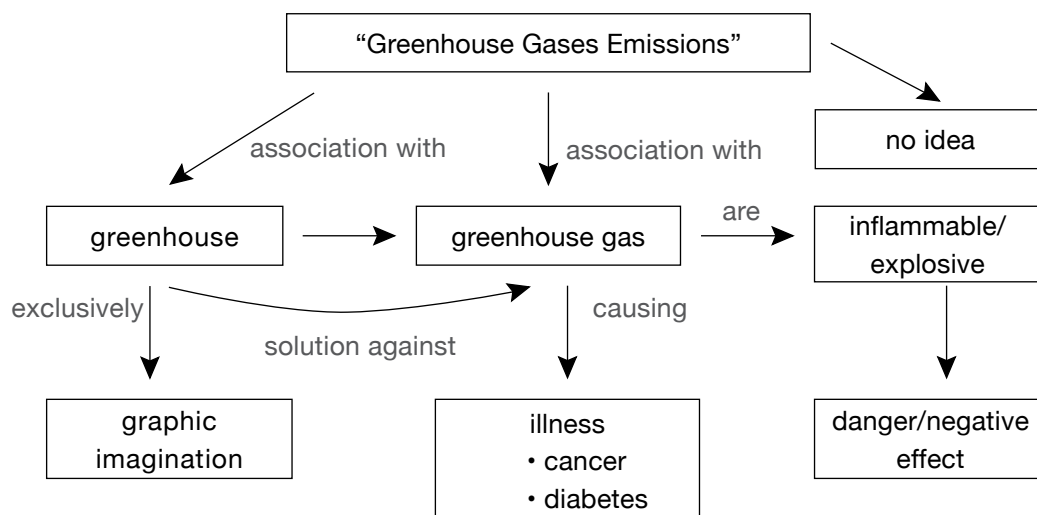 “Greenhouse Gases Emissions”
no idea
association with
association with
are
greenhouse
greenhouse gas
inflammable/
explosive
exclusively
causing
solution against
graphic
imagination
illness
• cancer
• diabetes
danger/negative
effect